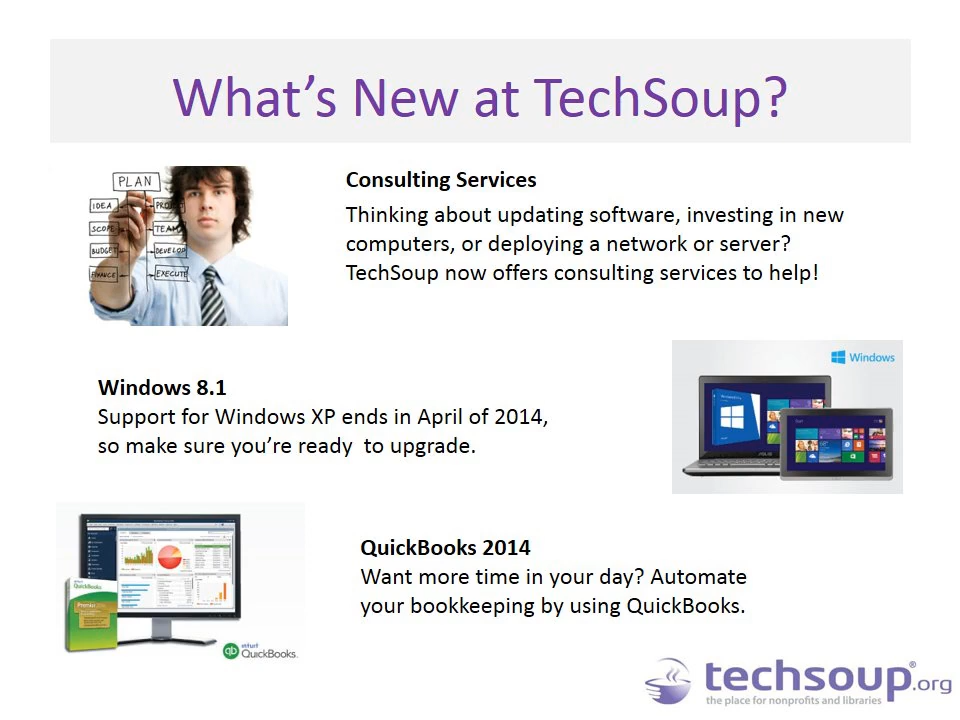 What's New at TechSoup?
PLAN
IDEA
SCOPE
TEAM
BUDGET
DEVELOP
FINANCE
EXECUTE
Consulting Services
Thinking about updating software, investing in new
computers, or deploying a network or server?
TechSoup now offers consulting services to help!
Windows
ASUS
Windows 8.1
Support for Windows XP ends in April of 2014,
so make sure you're ready  to upgrade.
QuickBooks
Premier
intuit
qb QuickBooks.
QuickBooks 2014
Want more time in your day? Automate
your bookkeeping by using QuickBooks.
techsoup®.org
the place for nonprofits and libraries